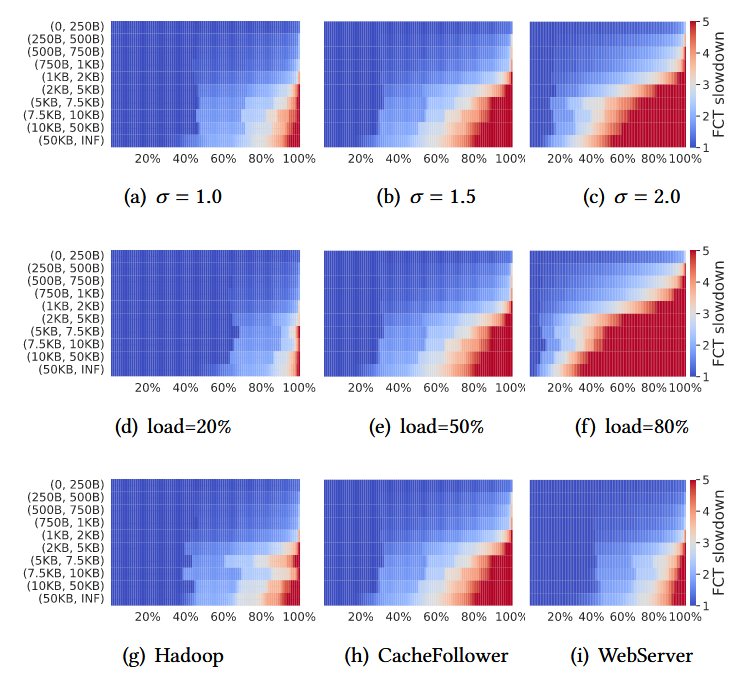 (0, 250B)
(250B, 500B)
(500B, 750B)
(750B, 1KB)
(1KB, 2KB)
(2KB, 5KB)
(5KB, 7.5KB)
(7.5KB, 10KB)
(10KB, 50KB)
(50KB, INF)
20% 40% 60% 80% 100%
20% 40% 60% 80% 100%
20% 40% 60% 80% 100%
5
4
3
2
1
FCT slowdown
(a) σ = 1.0
(b) σ = 1.5
(c) σ = 2.0
(0, 250B)
(250B, 500B)
(500B, 750B)
(750B, 1KB)
(1KB, 2KB)
(2KB, 5KB)
(5KB, 7.5KB)
(7.5KB, 10KB)
(10KB, 50KB)
(50KB, INF)
20% 40% 60% 80% 100%
20% 40% 60% 80% 100%
20% 40% 60% 80% 100%
5
4
3
2
1
FCT slowdown
(d) load=20%
(e) load=50%
(f) load=80%
(0, 250B)
(250B, 500B)
(500B, 750B)
(750B, 1KB)
(1KB, 2KB)
(2KB, 5KB)
(5KB, 7.5KB)
(7.5KB, 10KB)
(10KB, 50KB)
(50KB, INF)
20% 40% 60% 80% 100%
20% 40% 60% 80% 100%
20% 40% 60% 80% 100%
5
4
3
2
1
FCT slowdown
(g) Hadoop
(h) CacheFollower
(i) WebServer